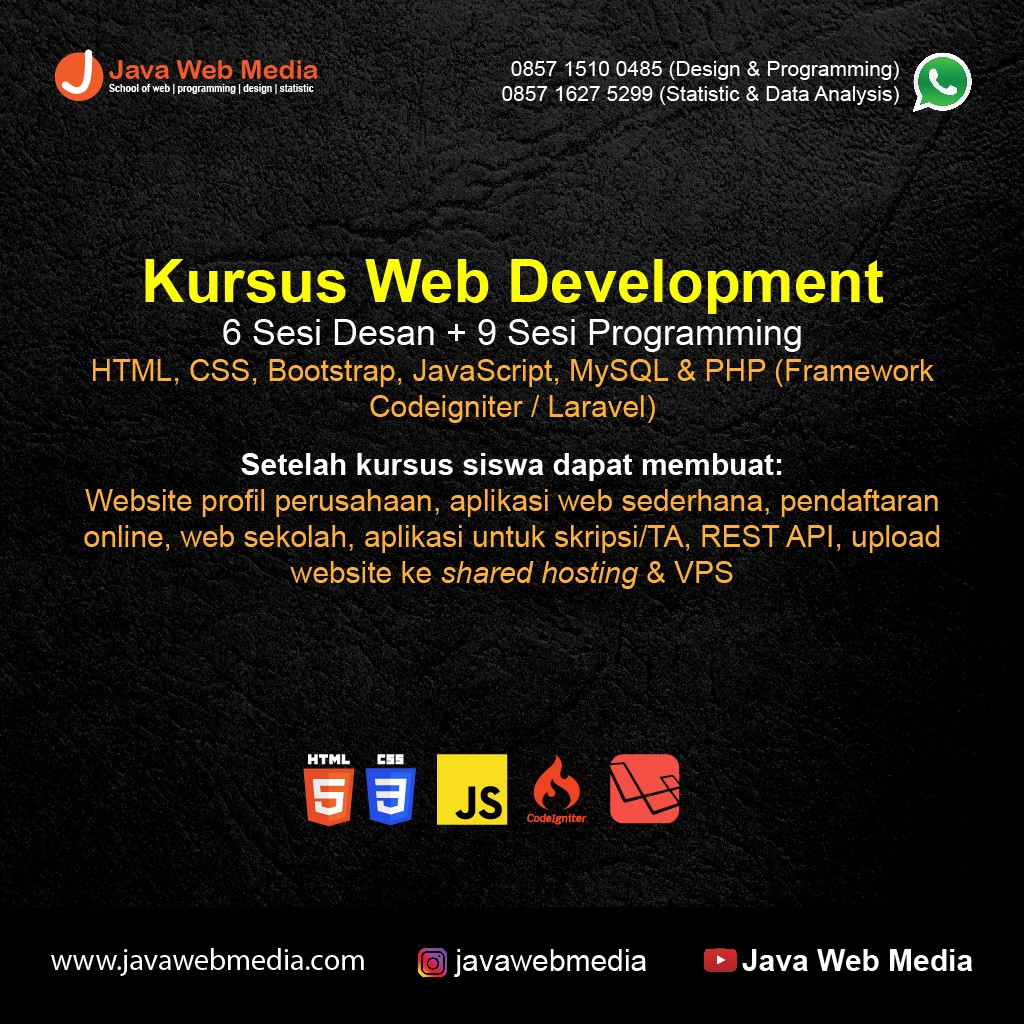 Java Web Media
School of web | programming | design | statistic
0857 1510 0485 (Design & Programming)
0857 1627 5299 (Statistic & Data Analysis)
Kursus Web Development
6 Sesi Desan + 9 Sesi Programming
HTML, CSS, Bootstrap, JavaScript, MySQL & PHP (Framework
Codeigniter / Laravel)
Setelah kursus siswa dapat membuat:
Website profil perusahaan, aplikasi web sederhana, pendaftaran
online, web sekolah, aplikasi untuk skripsi/TA, REST API, upload
website ke shared hosting & VPS
HTML
5
CSS
3
JS
CodeIgniter
www.javawebmedia.com
javawebmedia
Java Web Media